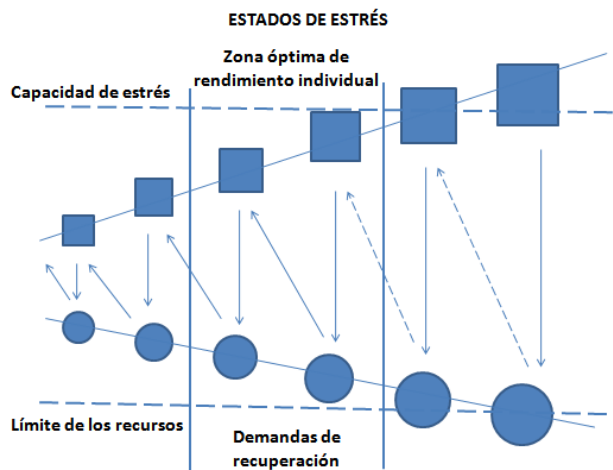 ESTADOS DE ESTRÉS
Zona óptima de
rendimiento individual
Capacidad de estrés
Límite de los recursos
Demandas de
recuperación